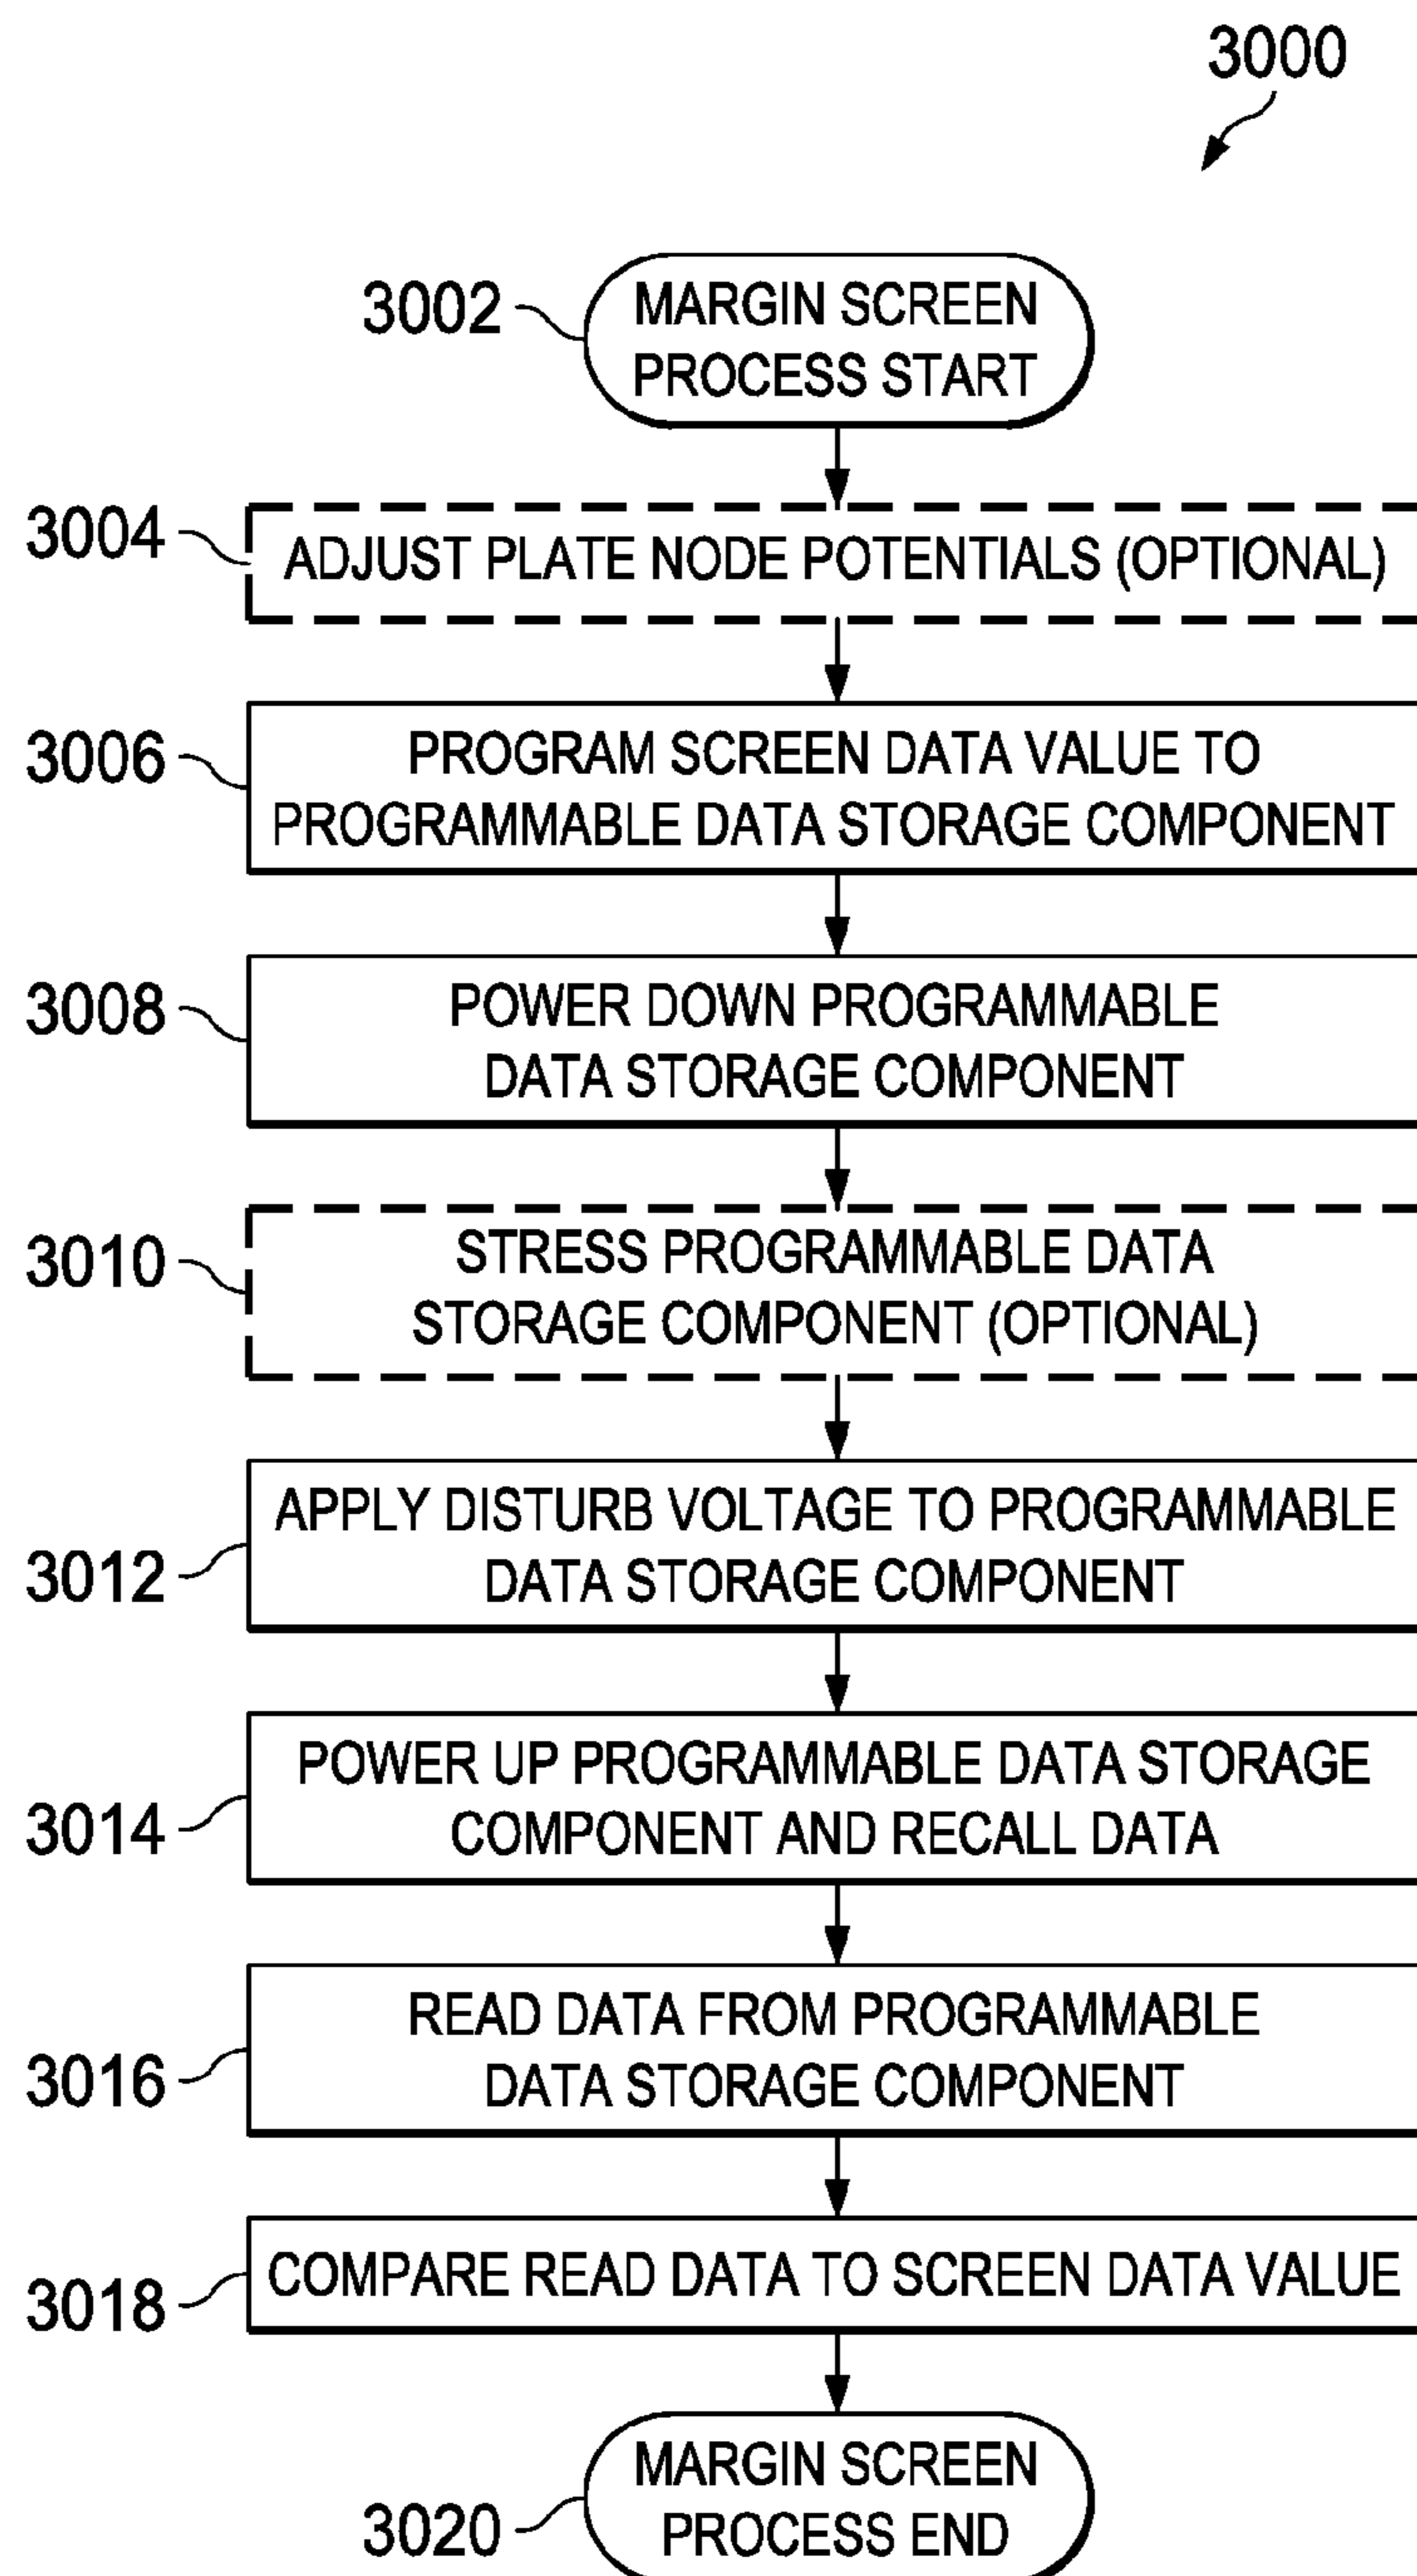 3000
3002
MARGIN SCREEN
PROCESS START
3004
ADJUST PLATE NODE POTENTIALS (OPTIONAL)
3006
PROGRAM SCREEN DATA VALUE TO
PROGRAMMABLE DATA STORAGE COMPONENT
3008
POWER DOWN PROGRAMMABLE
DATA STORAGE COMPONENT
3010
STRESS PROGRAMMABLE DATA
STORAGE COMPONENT (OPTIONAL)
3012
APPLY DISTURB VOLTAGE TO PROGRAMMABLE
DATA STORAGE COMPONENT
3014
POWER UP PROGRAMMABLE DATA STORAGE
COMPONENT AND RECALL DATA
3016
READ DATA FROM PROGRAMMABLE
DATA STORAGE COMPONENT
3018
COMPARE READ DATA TO SCREEN DATA VALUE
3020
MARGIN SCREEN
PROCESS END